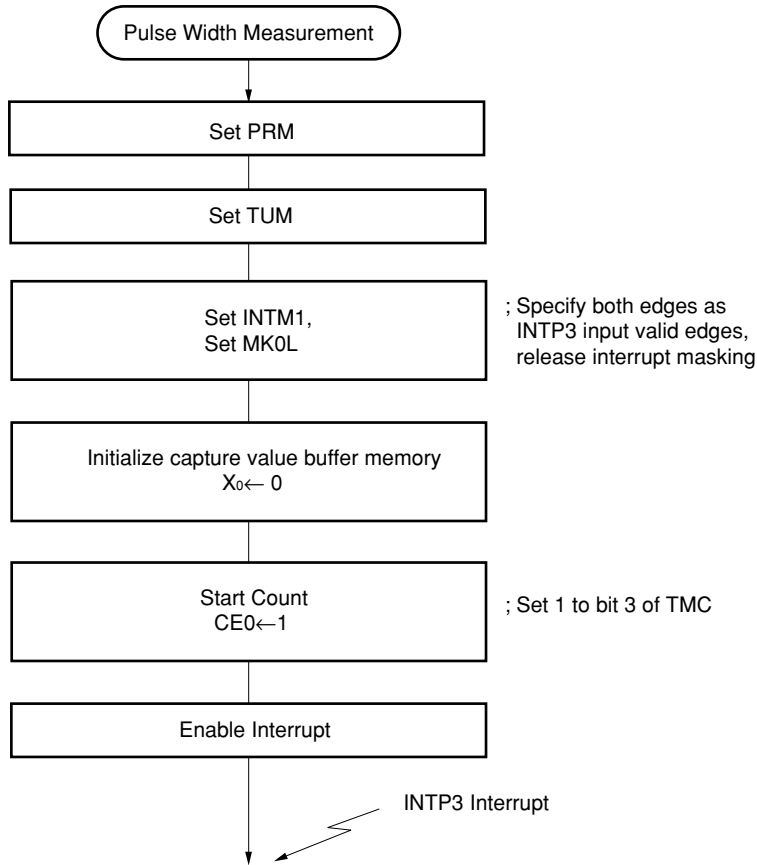 Pulse Width Measurement
Set PRM
Set TUM
Set INTM1,
Set MK0L
; Specify both edges as
INTP3 input valid edges,
release interrupt masking
Initialize capture value buffer memory
X₀← 0
Start Count
CE0←1
; Set 1 to bit 3 of TMC
Enable Interrupt
INTP3 Interrupt